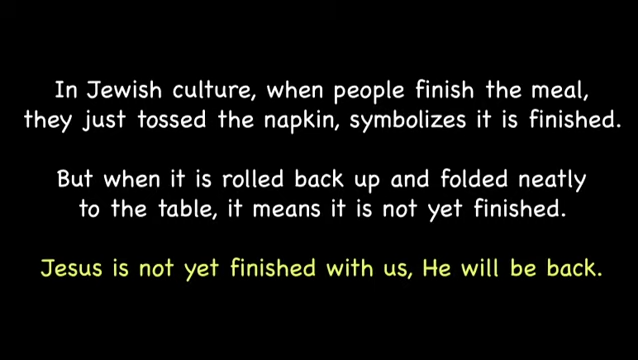 In Jewish culture, when people finish the meal,
they just tossed the napkin, symbolizes it is finished.
But when it is rolled back up and folded neatly
to the table, it means it is not yet finished.
Jesus is not yet finished with us, He will be back.